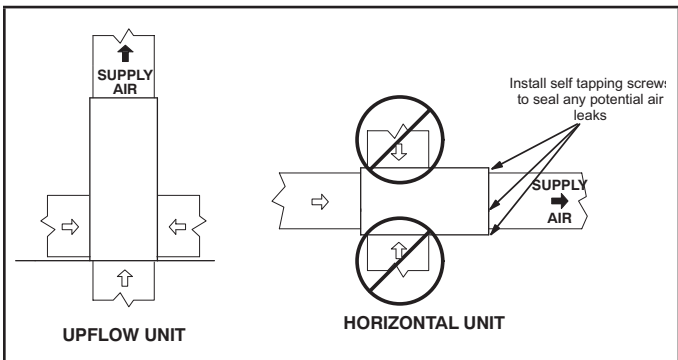 SUPPLY
AIR
UPFLOW UNIT
Install self tapping screws
to seal any potential air
leaks
SUPPLY
AIR
HORIZONTAL UNIT